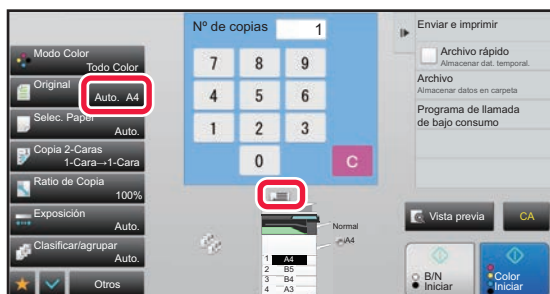 Modo Color
Todo Color
Original
Auto. A4
Selec. Papel
Auto.
Copia 2-Caras
1-Cara→1-Cara
Ratio de Copia
100%
Exposición
Auto.
Clasificar/agrupar
Auto.
Otros
Nº de copias
1
7 8 9
4 5 6
1 2 3
0 C
Normal
A4
1 A4
2 B5
3 B4
4 A3
Enviar e imprimir
Archivo rápido
Almacenar dat. temporal.
Archivo
Almacenar datos en carpeta
Programa de llamada
de bajo consumo
Vista previa
CA
B/N
Iniciar
Color
Iniciar